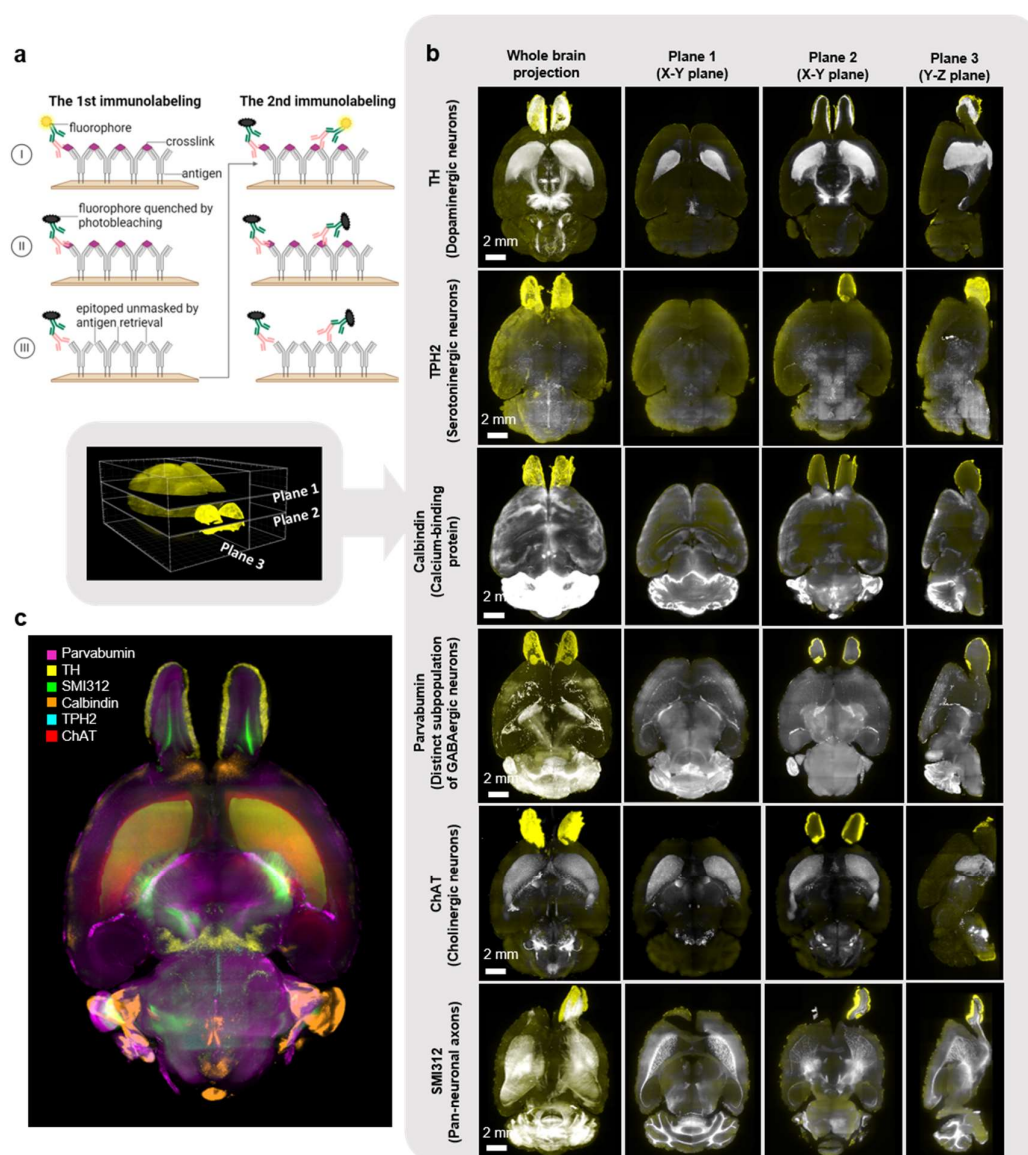 a
The 1st immunolabeling
The 2nd immunolabeling
fluorophore
crosslink
I
antigen
fluorophore quenched by
photobleaching
II
epitoped unmasked by
antigen retrieval
III
Plane 1
Plane 2
Plane 3
b
Whole brain
projection
Plane 1
(X-Y plane)
Plane 2
(X-Y plane)
Plane 3
(Y-Z plane)
TH
(Dopaminergic neurons)
2 mm
TPH2
(Serotoninergic neurons)
2 mm
Calbindin
(Calcium-binding
protein)
2 m
Parvabumin
(Distinct subpopulation
of GABAergic neurons)
2 mm
ChAT
(Cholinergic neurons)
2 mm
SMI312
(Pan-neuronal axons)
2 mm
c
Parvabumin
TH
SMI312
Calbindin
TPH2
ChAT